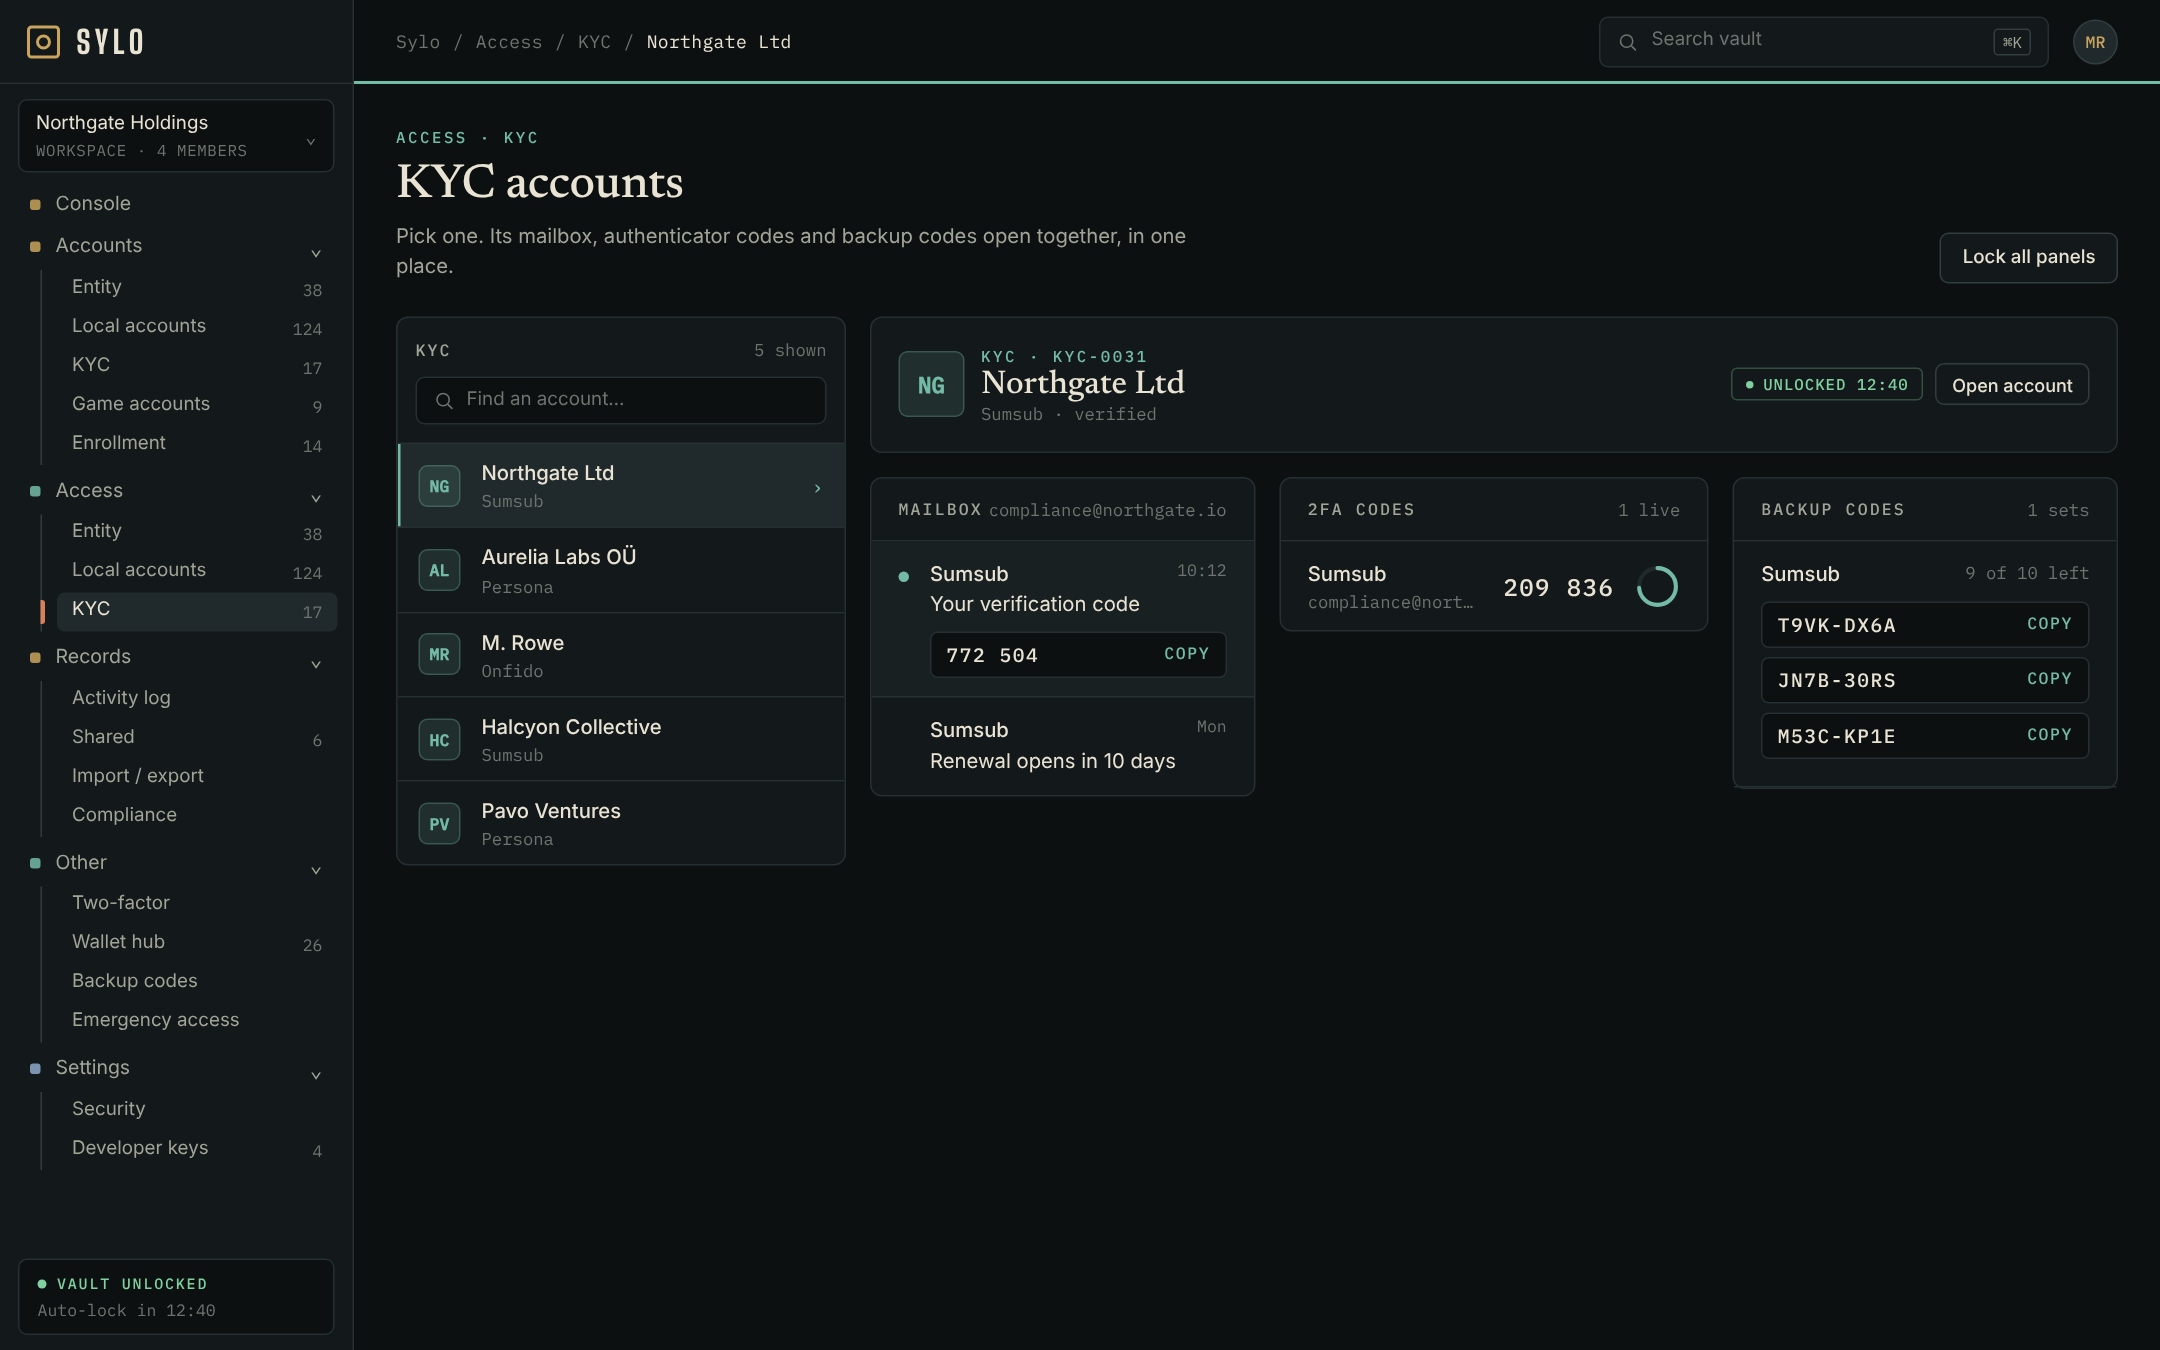 SYLO
Northgate Holdings
WORKSPACE · 4 MEMBERS
Console
Accounts
Entity 38
Local accounts 124
KYC 17
Game accounts 9
Enrollment 14
Access
Entity 38
Local accounts 124
KYC 17
Records
Activity log
Shared 6
Import / export
Compliance
Other
Two-factor
Wallet hub 26
Backup codes
Emergency access
Settings
Security
Developer keys 4
VAULT UNLOCKED
Auto-lock in 12:40
Sylo / Access / KYC / Northgate Ltd
Search vault ⌘K
MR
ACCESS · KYC
KYC accounts
Pick one. Its mailbox, authenticator codes and backup codes open together, in one
place.
Lock all panels
KYC 5 shown
Find an account...
NG Northgate Ltd
Sumsub
AL Aurelia Labs OÜ
Persona
MR M. Rowe
Onfido
HC Halcyon Collective
Sumsub
PV Pavo Ventures
Persona
NG
KYC · KYC-0031
Northgate Ltd
Sumsub · verified
UNLOCKED 12:40
Open account
MAILBOX compliance@northgate.io
Sumsub 10:12
Your verification code
772 504 COPY
Sumsub Mon
Renewal opens in 10 days
2FA CODES 1 live
Sumsub
compliance@nort…
209 836
BACKUP CODES 1 sets
Sumsub 9 of 10 left
T9VK-DX6A COPY
JN7B-30RS COPY
M53C-KP1E COPY